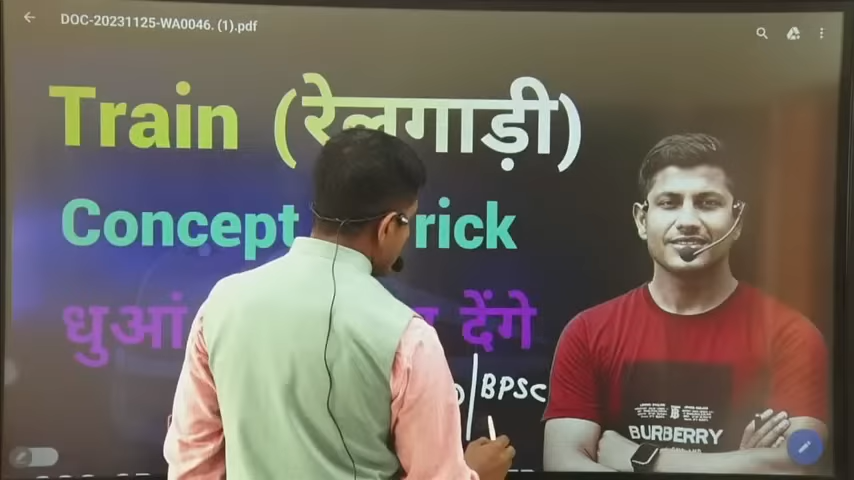 DOC-20231125-WA0046. (1).pdf
Train (रेलगाड़ी)
Concept rick
धुआं देंगे
BPSC
BURBERRY